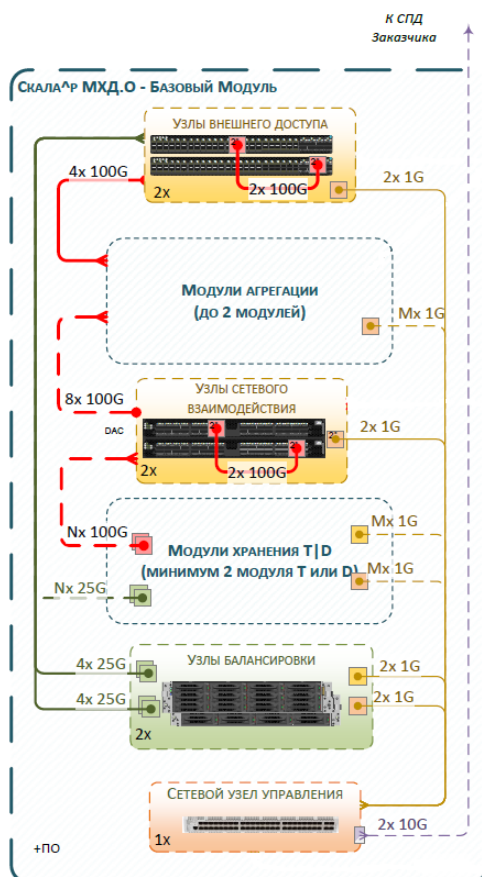 К СПД
Заказчика
Скала^р МХД.О - Базовый Модуль
Узлы внешнего доступа
4x 100G
2x 100G
2x
2x 1G
Модули агрегации
(до 2 модулей)
Mx 1G
8x 100G
DAC
Узлы сетевого
взаимодействия
2x 1G
2x 100G
2x
Nx 100G
Mx 1G
Модули хранения T|D
(минимум 2 модуля T или D)
Mx 1G
Nx 25G
Узлы балансировки
4x 25G
2x 1G
4x 25G
2x 1G
2x
Сетевой узел управления
1x
2x 10G
+ПО